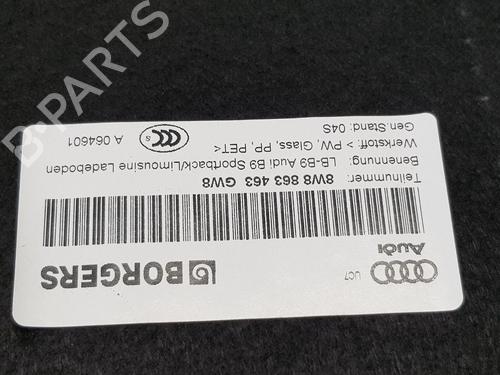 B-PARTS
UC7
Audi
BORGERS
Teilnummer: 8W8 863 463 GW8
Benennung: LB-B9 Audi B9 Sportback/Limousine Ladeboden
Werkstoff: > PW, Glass, PP, PET<
Gen.Stand: 04S
CCC S
A 064601